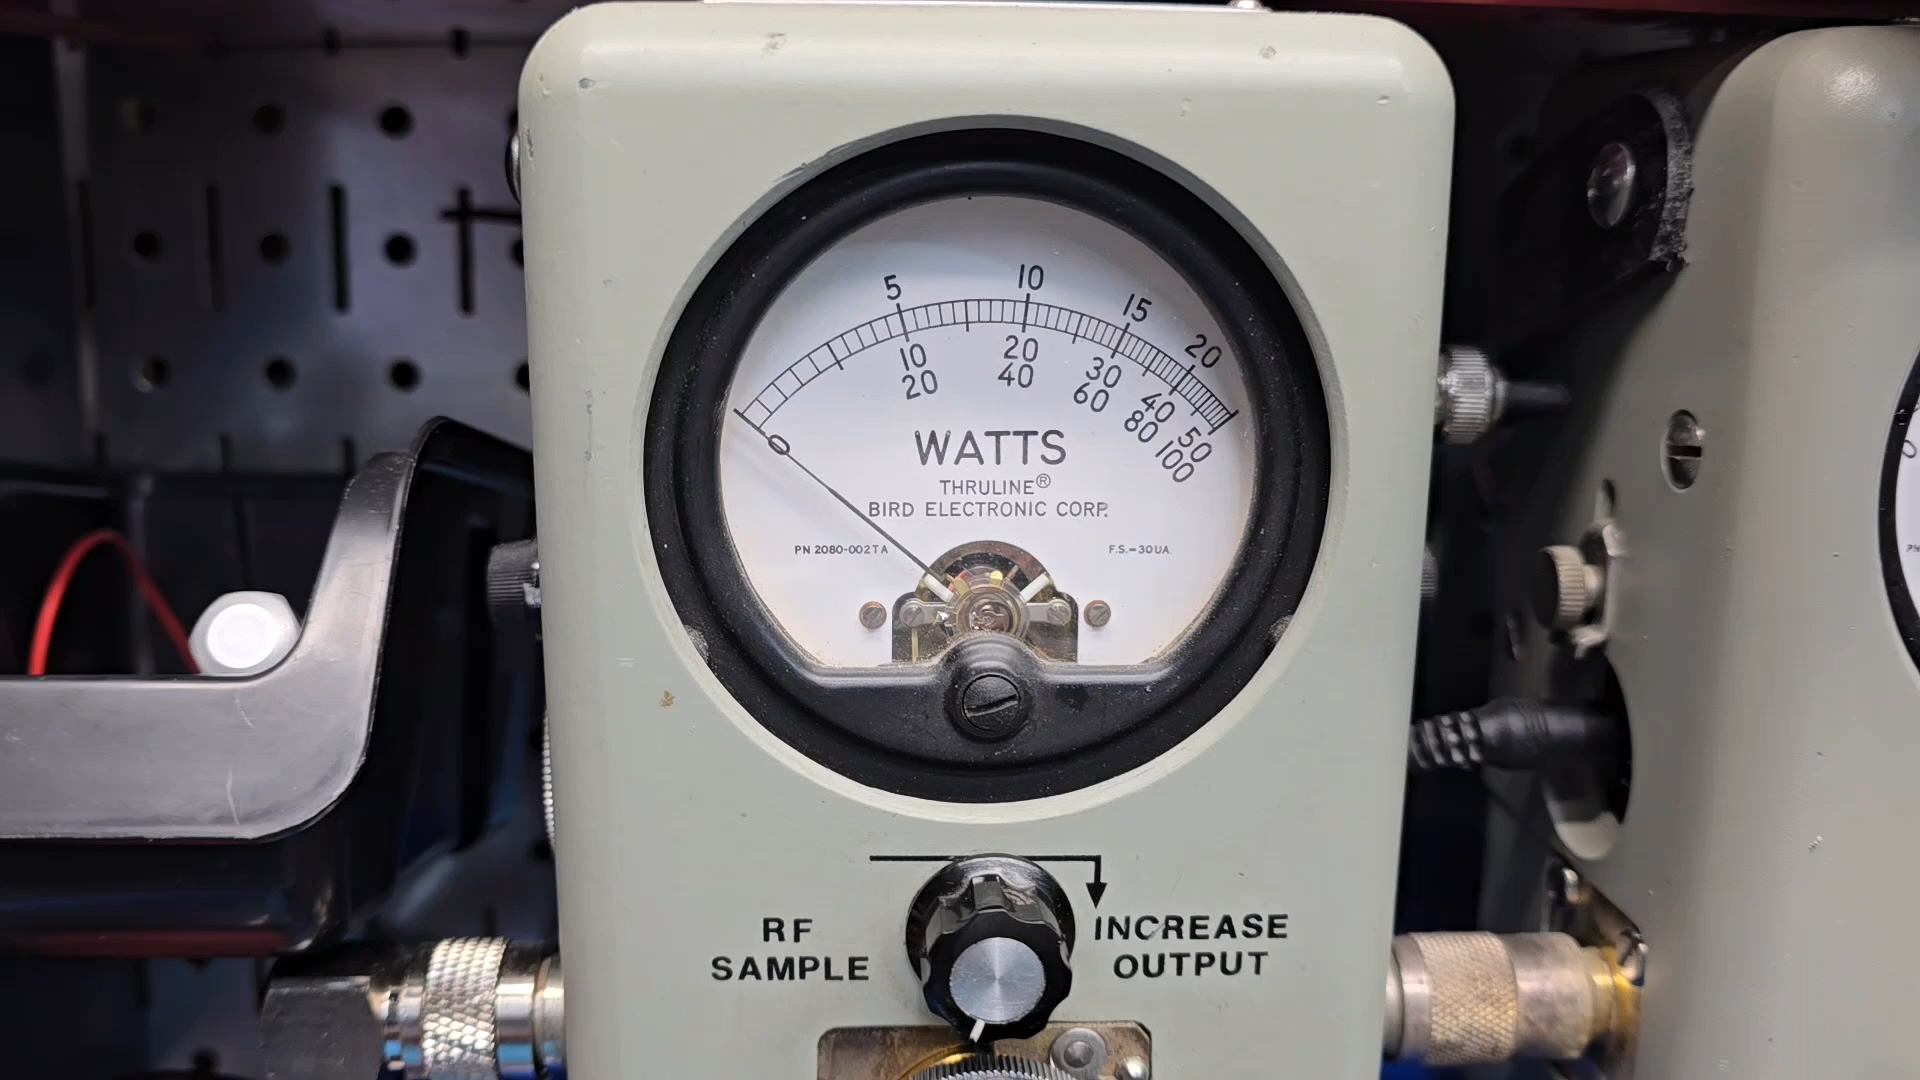 5 10 15 20
10 20 30 40 50
20 40 60 80 100
0
WATTS
THRULINE®
BIRD ELECTRONIC CORP.
PN 2080-002TA F.S.=30UA.
RF
SAMPLE
INCREASE
OUTPUT